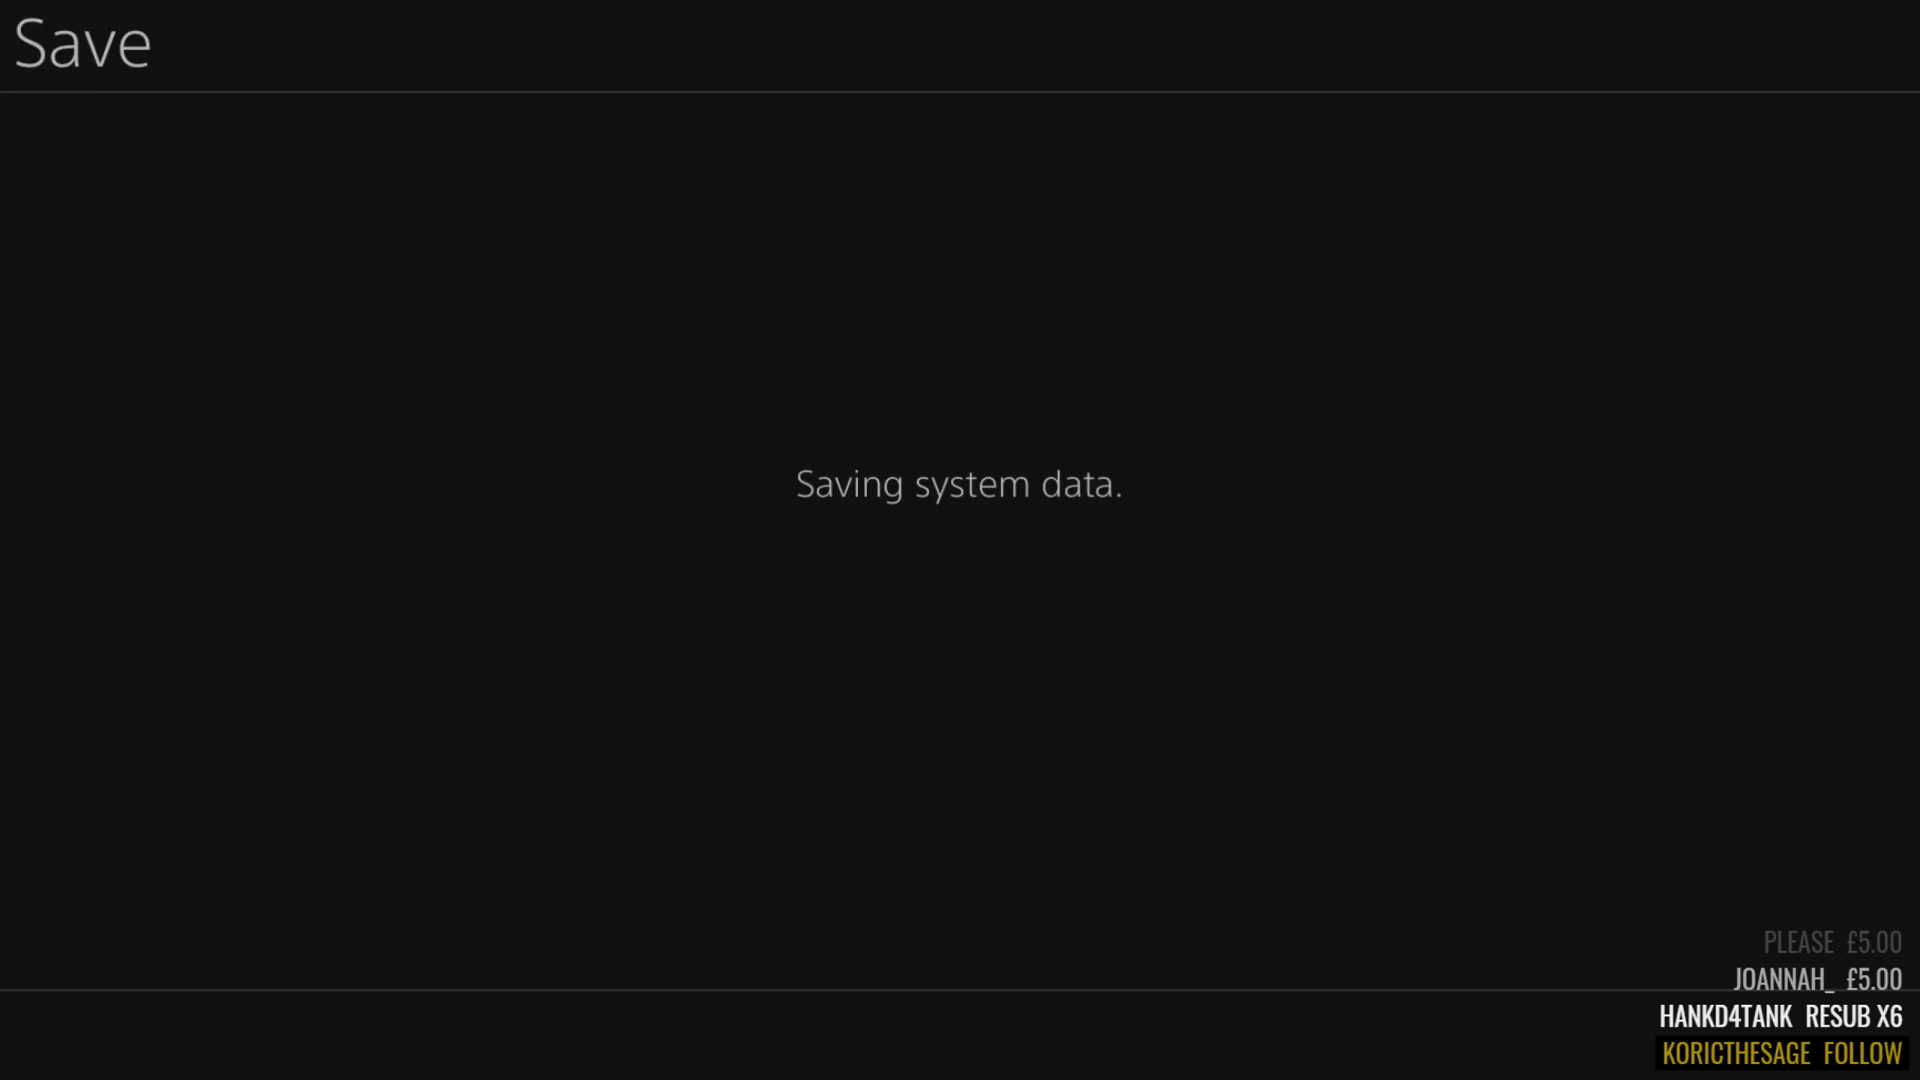 Save
Saving system data.
PLEASE £5.00
JOANNAH_ £5.00
HANKD4TANK RESUB X6
KORICTHESAGE FOLLOW